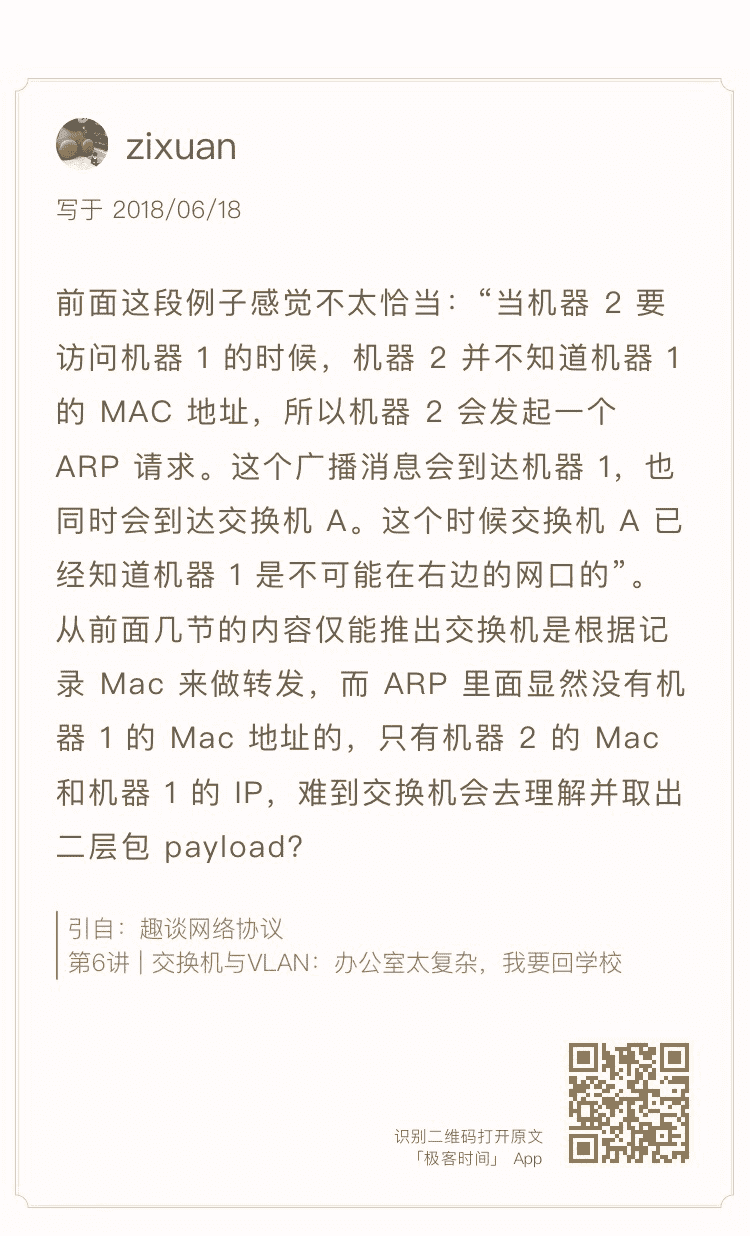 zixuan
写于 2018/06/18
前面这段例子感觉不太恰当：“当机器 2 要
访问机器 1 的时候，机器 2 并不知道机器 1
的 MAC 地址，所以机器 2 会发起一个
ARP 请求。这个广播消息会到达机器 1，也
同时会到达交换机 A。这个时候交换机 A 已
经知道机器 1 是不可能在右边的网口的”。
从前面几节的内容仅能推出交换机是根据记
录 Mac 来做转发，而 ARP 里面显然没有机
器 1 的 Mac 地址的，只有机器 2 的 Mac
和机器 1 的 IP，难到交换机会去理解并取出
二层包 payload?
引自：趣谈网络协议
第6讲 | 交换机与VLAN：办公室太复杂，我要回学校
识别二维码打开原文
「极客时间」 App